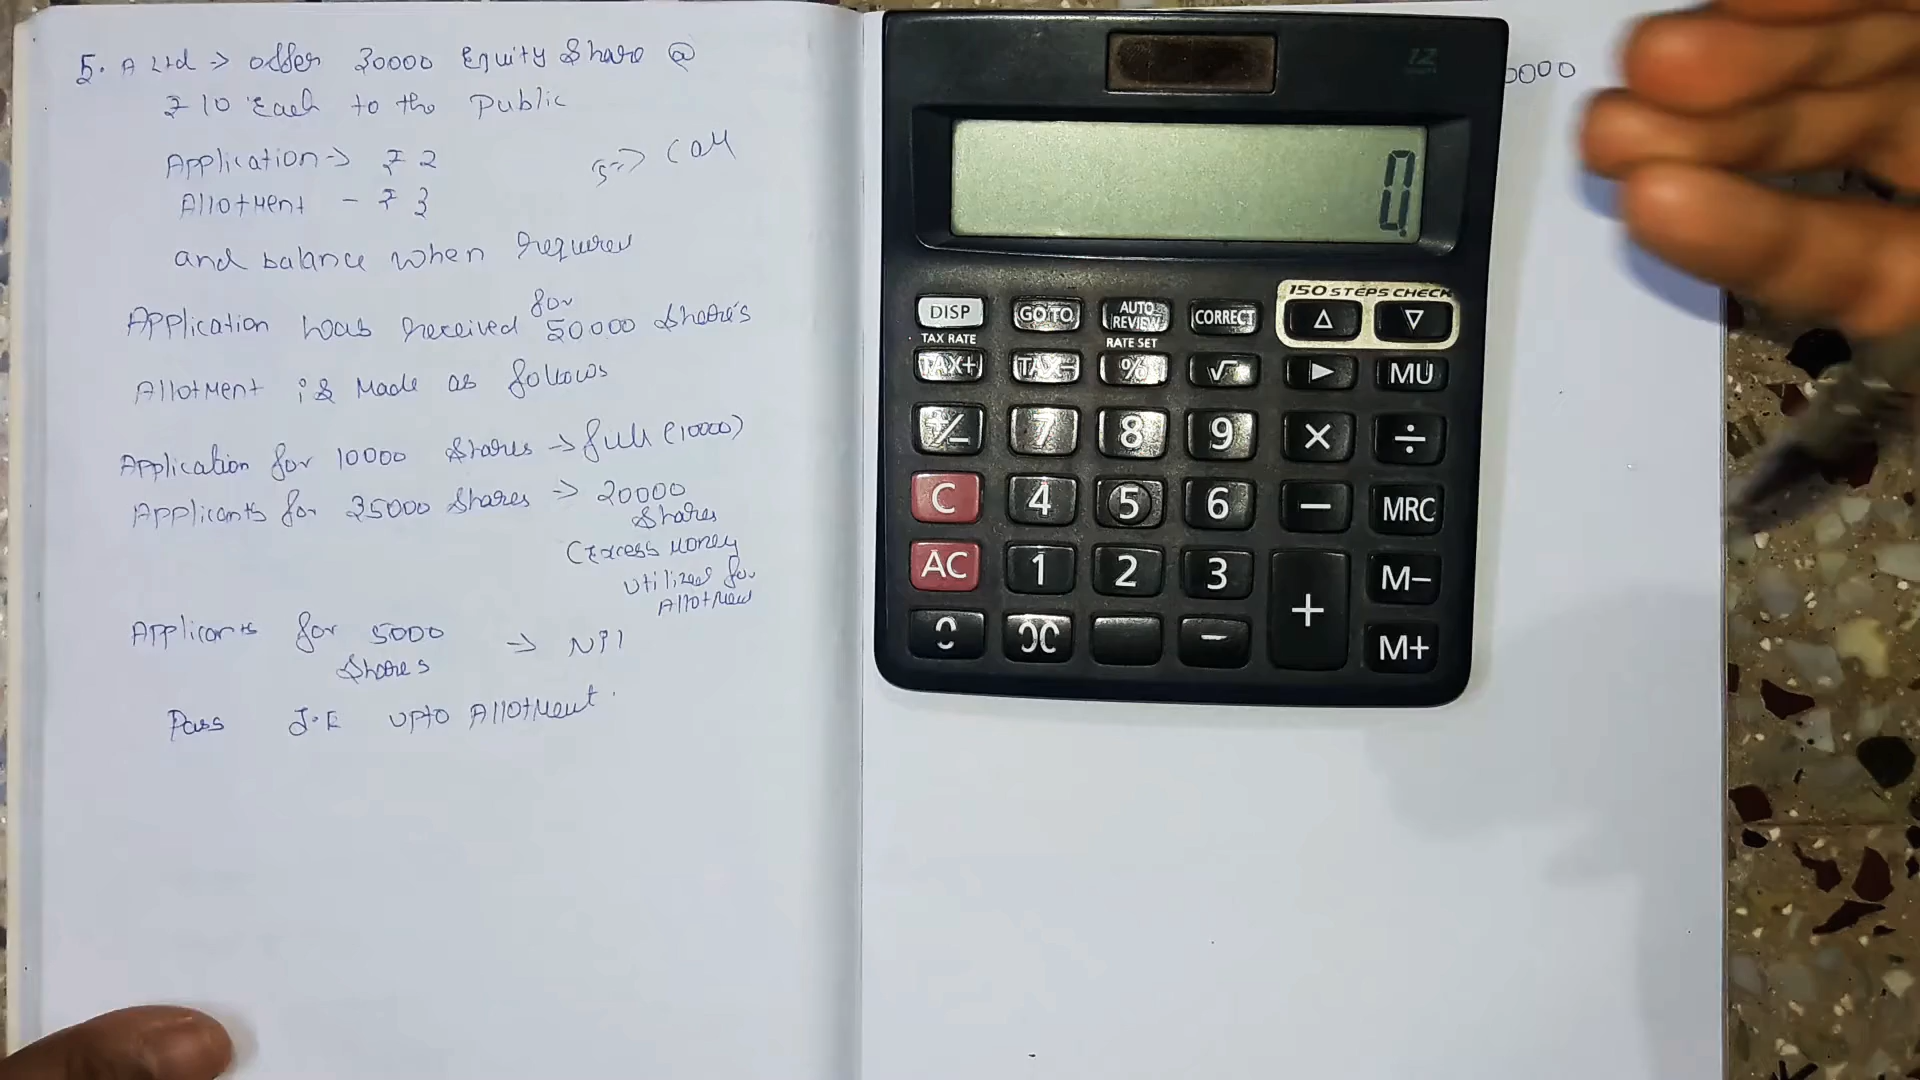 5. A Ltd → offer 30000 Equity Share @
₹ 10 Each to the Public
Application → ₹ 2
5 → Call
Allotment - ₹ 3
and balance when required
for
Application was received 50000 Shares
Allotment is Made as follows
Application for 10000 Shares → full (10000)
Applicants for 35000 Shares → 20000
Shares
(Excess Money
utilized for
Allotment
Applicants for 5000 → Nil
Shares
Pass J.E upto Allotment.
0000
12
0.
150 STEPS CHECK
DISP GOTO AUTO REVIEW CORRECT △ ▽
TAX RATE RATE SET
TAX+ TAX- % √ ▶ MU
+/- 7 8 9 × ÷
C 4 5 6 − MRC
AC 1 2 3 + M−
M+